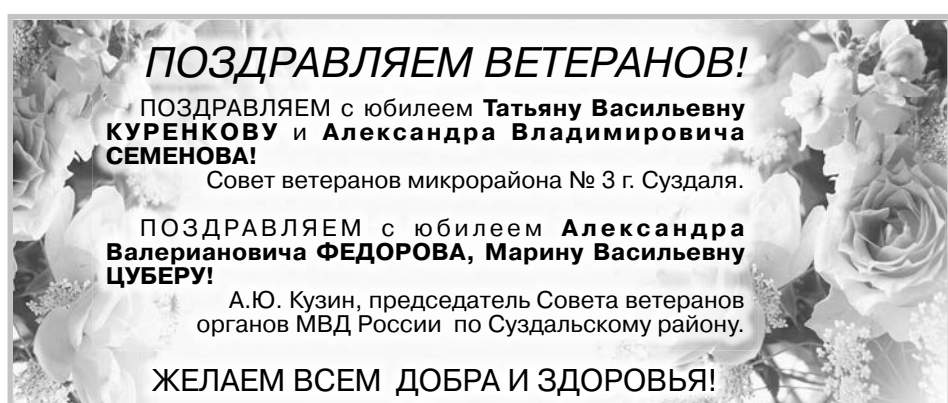 ПОЗДРАВЛЯЕМ ВЕТЕРАНОВ!
ПОЗДРАВЛЯЕМ с юбилеем Татьяну Васильевну
КУРЕНКОВУ и Александра Владимировича
СЕМЕНОВА!
Совет ветеранов микрорайона № 3 г. Суздаля.
ПОЗДРАВЛЯЕМ с юбилеем Александра
Валериановича ФЕДОРОВА, Марину Васильевну
ЦУБЕРУ!
А.Ю. Кузин, председатель Совета ветеранов
органов МВД России по Суздальскому району.
ЖЕЛАЕМ ВСЕМ ДОБРА И ЗДОРОВЬЯ!